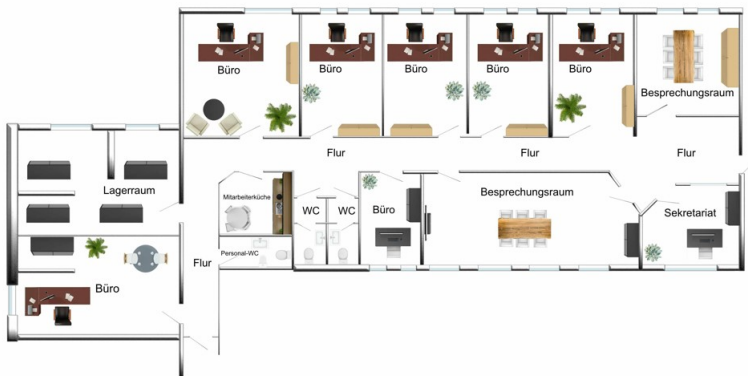 Büro
Büro
Büro
Büro
Büro
Besprechungsraum
Flur
Flur
Flur
Lagerraum
Mitarbeiterküche
WC
WC
Büro
Besprechungsraum
Sekretariat
Personal-WC
Flur
Büro